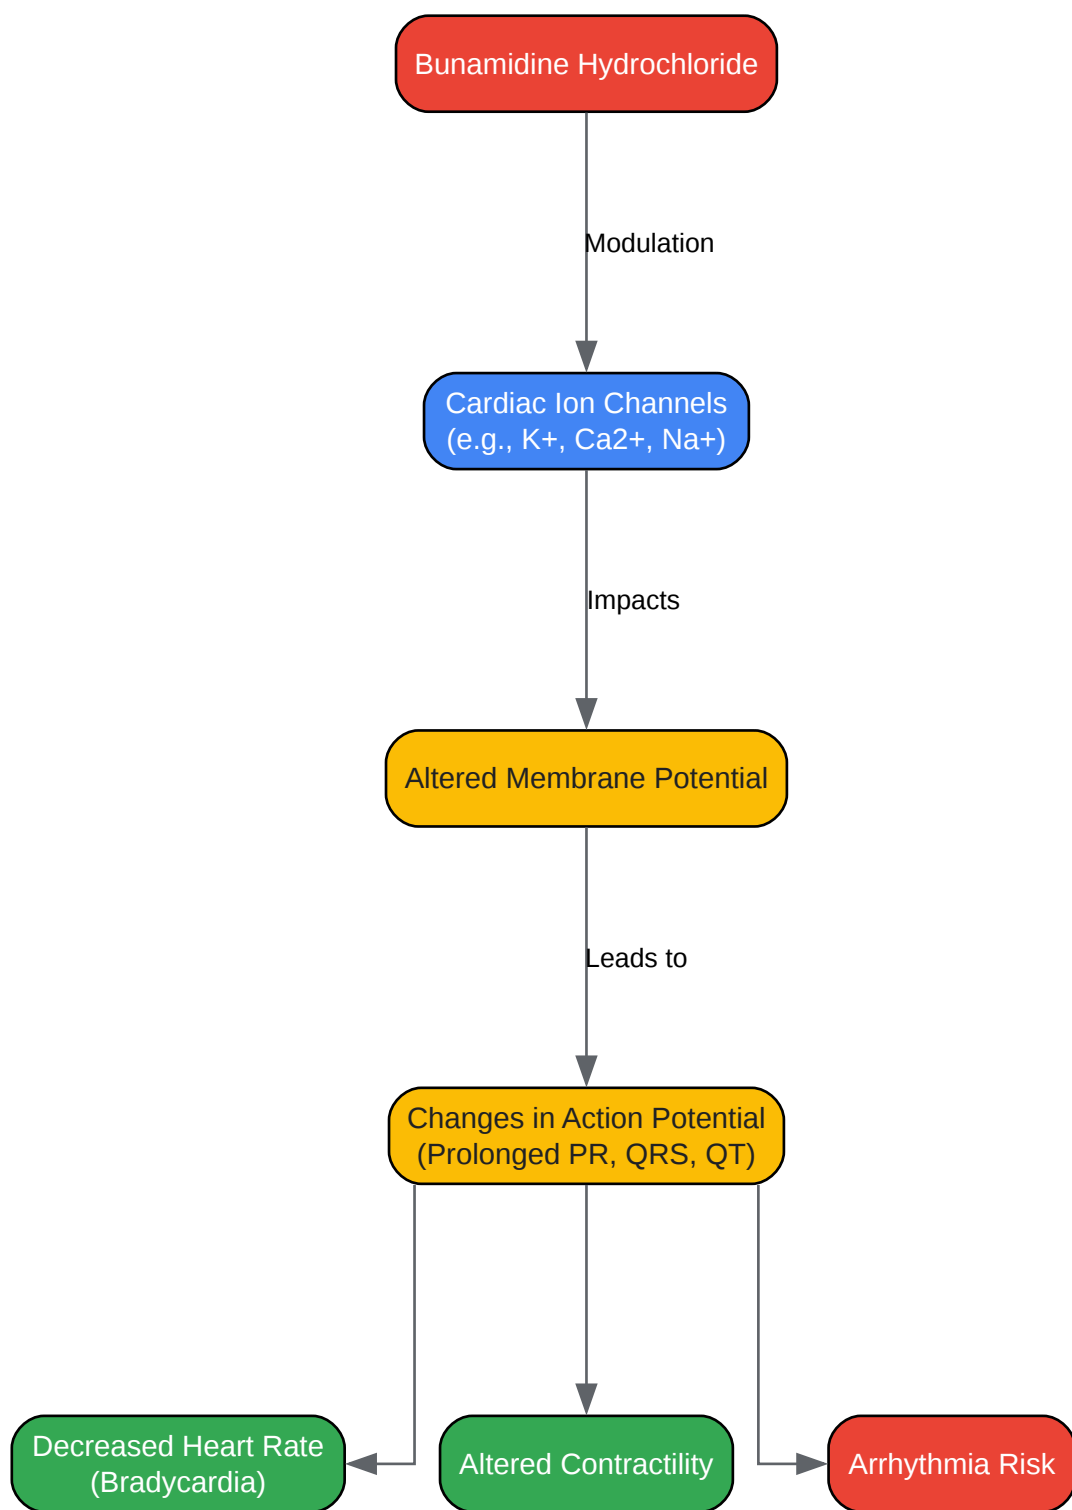 Bunamidine Hydrochloride
Modulation
Cardiac Ion Channels
(e.g., K+, Ca2+, Na+)
Impacts
Altered Membrane Potential
Leads to
Changes in Action Potential
(Prolonged PR, QRS, QT)
Decreased Heart Rate
(Bradycardia)
Altered Contractility
Arrhythmia Risk